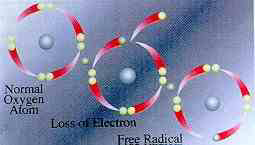 Normal
Oxygen
Atom
Loss of Electron
Free Radical